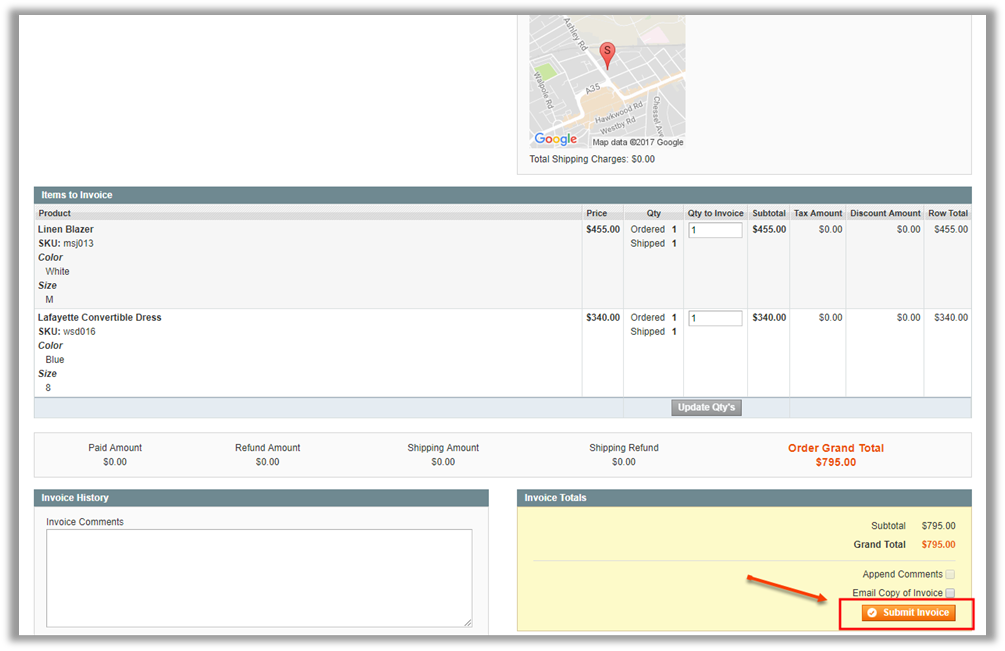 Ashley Rd
S
Walpole Rd
A35
Hawkwood Rd
Westby Rd
Chessel Ave
Google
Map data ©2017 Google
Total Shipping Charges: $0.00
Items to Invoice
Product Price Qty Qty to Invoice Subtotal Tax Amount Discount Amount Row Total
Linen Blazer $455.00 Ordered 1 1 $455.00 $0.00 $0.00 $455.00
SKU: msj013 Shipped 1
Color
White
Size
M
Lafayette Convertible Dress $340.00 Ordered 1 1 $340.00 $0.00 $0.00 $340.00
SKU: wsd016 Shipped 1
Color
Blue
Size
8
Update Qty's
Paid Amount Refund Amount Shipping Amount Shipping Refund Order Grand Total
$0.00 $0.00 $0.00 $0.00 $795.00
Invoice History
Invoice Comments
Invoice Totals
Subtotal $795.00
Grand Total $795.00
Append Comments
Email Copy of Invoice
Submit Invoice